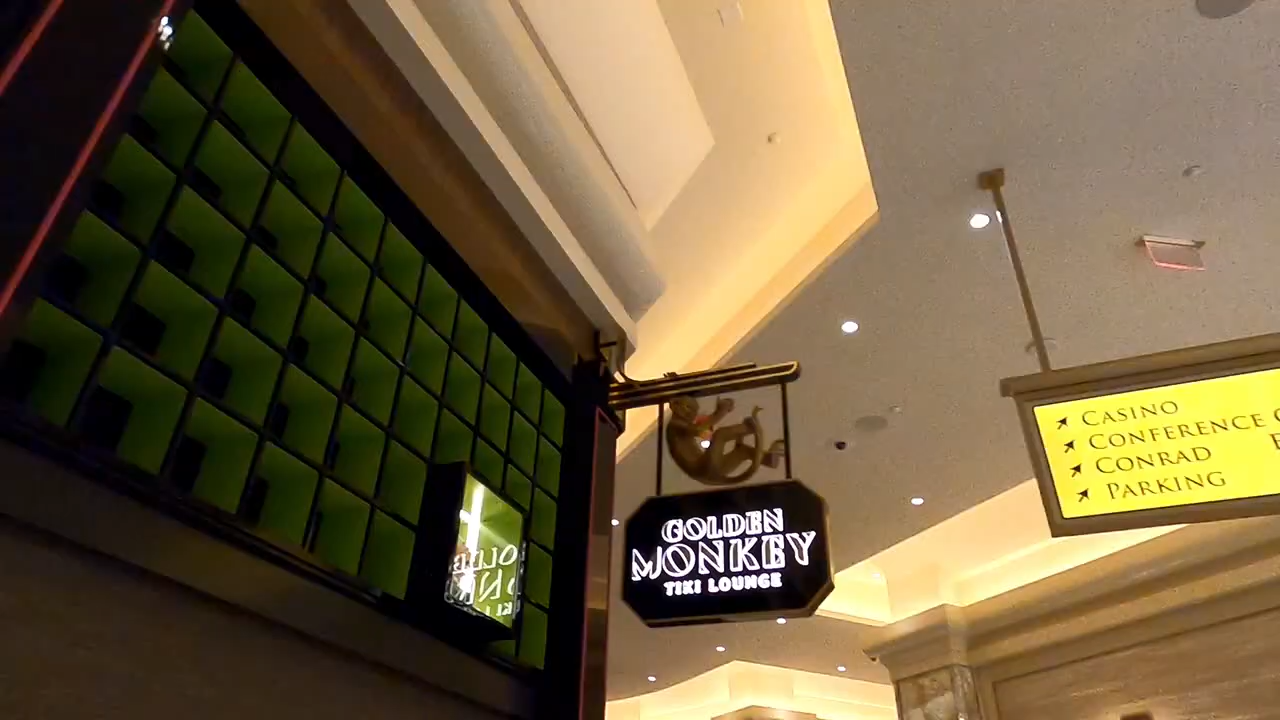 GOLDEN
MONKEY
TIKI LOUNGE
CASINO
CONFERENCE
CONRAD
PARKING